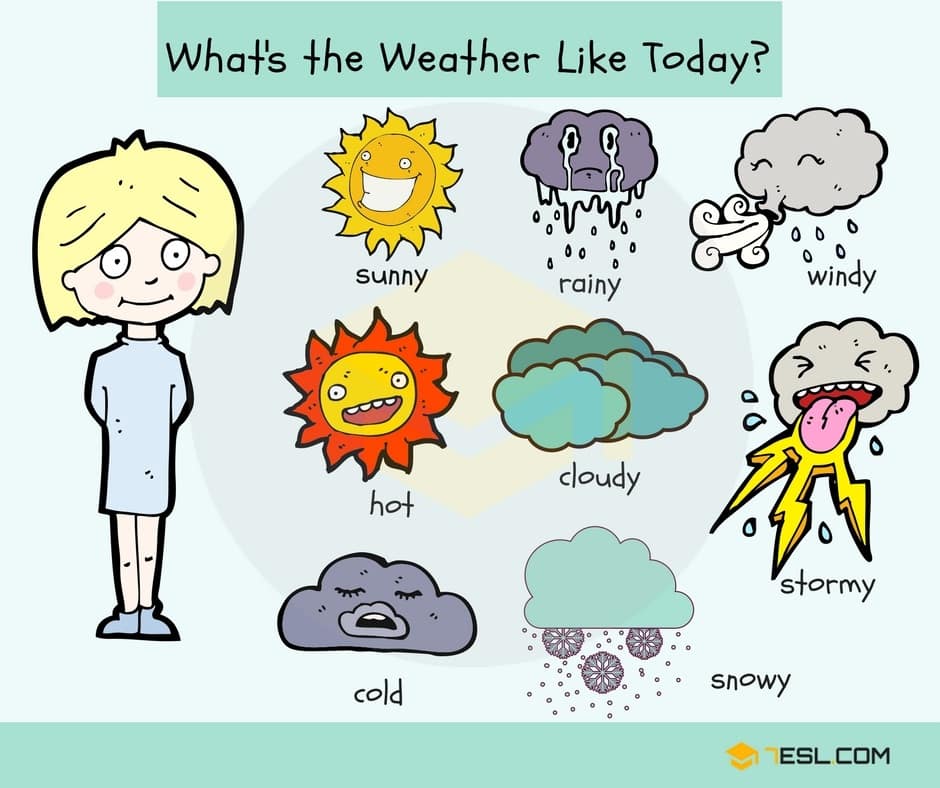 What's the Weather Like Today?
sunny
rainy
windy
hot
cloudy
stormy
cold
snowy
7ESL.COM